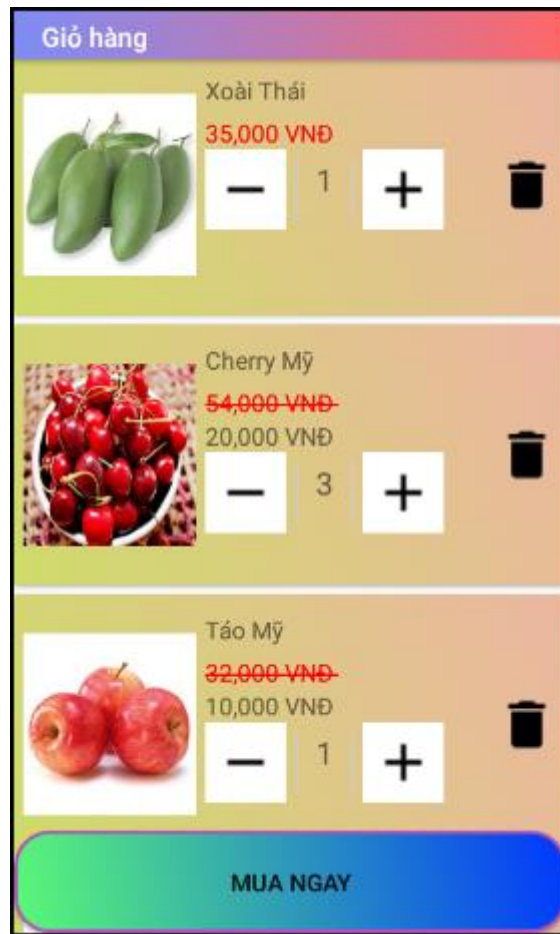 Giỏ hàng
Xoài Thái
35,000 VNĐ
1
Cherry Mỹ
54,000 VNĐ
20,000 VNĐ
3
Táo Mỹ
32,000 VNĐ
10,000 VNĐ
1
MUA NGAY